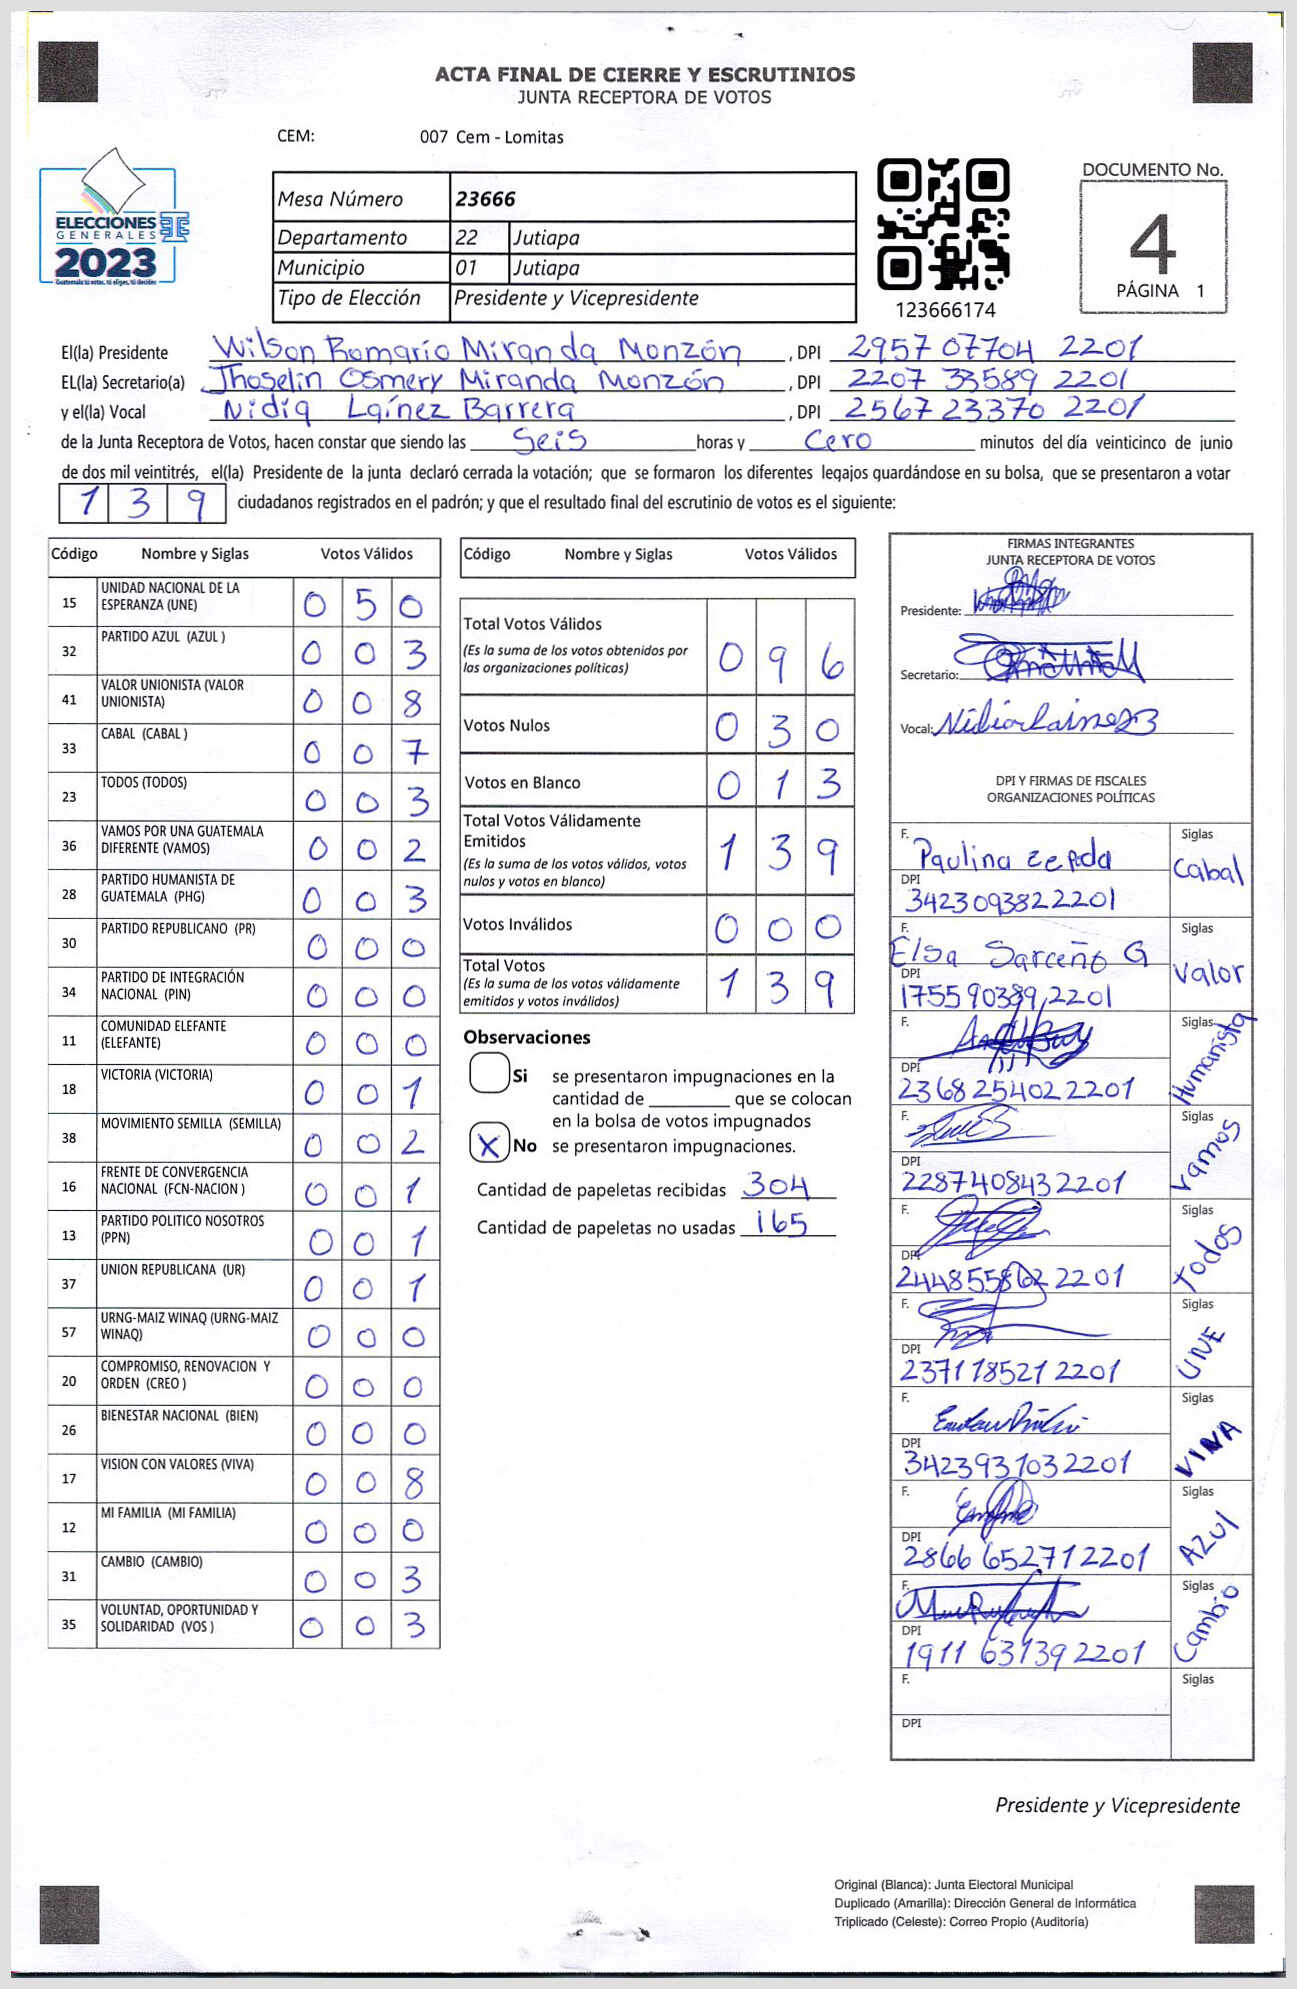 ACTA FINAL DE CIERRE Y ESCRUTINIOS
JUNTA RECEPTORA DE VOTOS
CEM: 007 Cem - Lomitas
ELECCIONES
GENERALES
2023
Guatemala tú votas, tú eliges, tú decides
Mesa Número 23666
Departamento 22 Jutiapa
Municipio 01 Jutiapa
Tipo de Elección Presidente y Vicepresidente
123666174
DOCUMENTO No.
4
PÁGINA 1
El(la) Presidente Wilson Romario Miranda Monzón, DPI 2957 07704 2201
EL(la) Secretario(a) Jhoselin Osmery Miranda Monzón, DPI 2207 33589 2201
y el(la) Vocal Nidia Laínez Barrera, DPI 2567 23370 2201
de la Junta Receptora de Votos, hacen constar que siendo las Seis horas y Cero minutos del día veinticinco de junio
de dos mil veintitrés, el(la) Presidente de la junta declaró cerrada la votación; que se formaron los diferentes legajos guardándose en su bolsa, que se presentaron a votar
1 3 9 ciudadanos registrados en el padrón; y que el resultado final del escrutinio de votos es el siguiente:
Código Nombre y Siglas Votos Válidos
15 UNIDAD NACIONAL DE LA ESPERANZA (UNE) 0 5 0
32 PARTIDO AZUL (AZUL ) 0 0 3
41 VALOR UNIONISTA (VALOR UNIONISTA) 0 0 8
33 CABAL (CABAL ) 0 0 7
23 TODOS (TODOS) 0 0 3
36 VAMOS POR UNA GUATEMALA DIFERENTE (VAMOS) 0 0 2
28 PARTIDO HUMANISTA DE GUATEMALA (PHG) 0 0 3
30 PARTIDO REPUBLICANO (PR) 0 0 0
34 PARTIDO DE INTEGRACIÓN NACIONAL (PIN) 0 0 0
11 COMUNIDAD ELEFANTE (ELEFANTE) 0 0 0
18 VICTORIA (VICTORIA) 0 0 1
38 MOVIMIENTO SEMILLA (SEMILLA) 0 0 2
16 FRENTE DE CONVERGENCIA NACIONAL (FCN-NACION ) 0 0 1
13 PARTIDO POLITICO NOSOTROS (PPN) 0 0 1
37 UNION REPUBLICANA (UR) 0 0 1
57 URNG-MAIZ WINAQ (URNG-MAIZ WINAQ) 0 0 0
20 COMPROMISO, RENOVACION Y ORDEN (CREO ) 0 0 0
26 BIENESTAR NACIONAL (BIEN) 0 0 0
17 VISION CON VALORES (VIVA) 0 0 8
12 MI FAMILIA (MI FAMILIA) 0 0 0
31 CAMBIO (CAMBIO) 0 0 3
35 VOLUNTAD, OPORTUNIDAD Y SOLIDARIDAD (VOS ) 0 0 3
Código Nombre y Siglas Votos Válidos
Total Votos Válidos 0 9 6
(Es la suma de los votos obtenidos por
las organizaciones políticas)
Votos Nulos 0 3 0
Votos en Blanco 0 1 3
Total Votos Válidamente
Emitidos 1 3 9
(Es la suma de los votos válidos, votos
nulos y votos en blanco)
Votos Inválidos 0 0 0
Total Votos 1 3 9
(Es la suma de los votos válidamente
emitidos y votos inválidos)
Observaciones
Si se presentaron impugnaciones en la
cantidad de ________ que se colocan
en la bolsa de votos impugnados
X No se presentaron impugnaciones.
Cantidad de papeletas recibidas 304
Cantidad de papeletas no usadas 165
FIRMAS INTEGRANTES
JUNTA RECEPTORA DE VOTOS
Presidente:
Secretario:
Vocal: Nidia Lainez B
DPI Y FIRMAS DE FISCALES
ORGANIZACIONES POLÍTICAS
F. Paulina Zepeda Siglas Cabal
DPI 3423093822201
F. Elsa Sarceño G Siglas Valor
DPI 175590389 2201
F. Siglas Humanista
DPI 2368254022201
F. Siglas Vamos
DPI 2287408432201
F. Siglas Todos
DPI 244855862 2201
F. Siglas UNE
DPI 237118521 2201
F. Siglas VIVA
DPI 3423931032201
F. Siglas AZUL
DPI 2866 652712201
F. Siglas Cambio
DPI 1911 631392201
F. Siglas
DPI
Presidente y Vicepresidente
Original (Blanca): Junta Electoral Municipal
Duplicado (Amarilla): Dirección General de Informática
Triplicado (Celeste): Correo Propio (Auditoría)